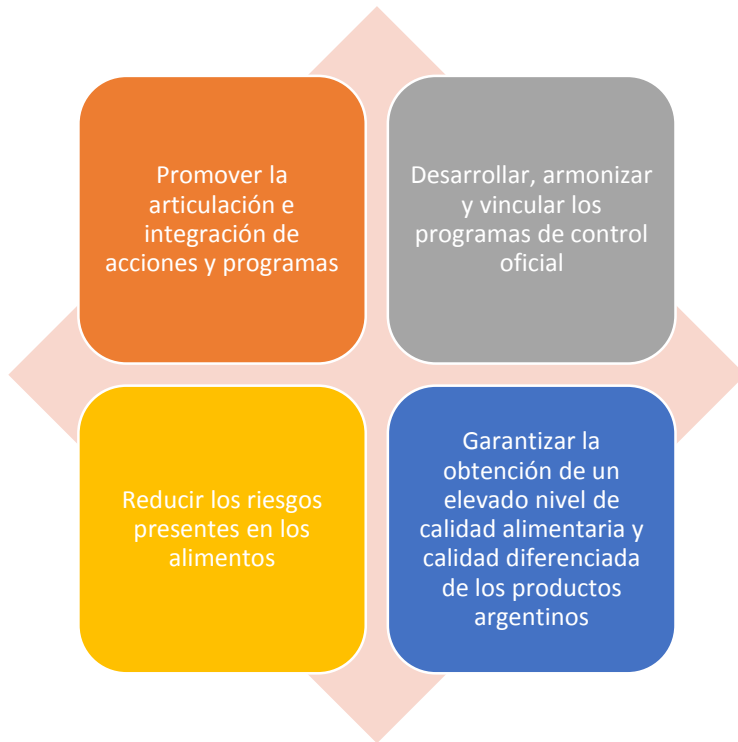 Promover la
articulación e
integración de
acciones y programas
Desarrollar, armonizar
y vincular los
programas de control
oficial
Reducir los riesgos
presentes en los
alimentos
Garantizar la
obtención de un
elevado nivel de
calidad alimentaria y
calidad diferenciada
de los productos
argentinos